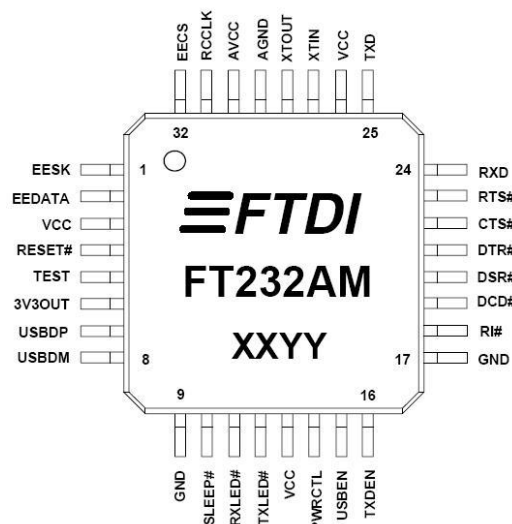 EECS
RCCLK
AVCC
AGND
XTOUT
XTIN
VCC
TXD
32
25
EESK
1
24
RXD
EEDATA
RTS#
VCC
CTS#
RESET#
DTR#
TEST
DSR#
3V3OUT
DCD#
USBDP
RI#
USBDM
8
17
GND
FTDI
FT232AM
XXYY
9
16
GND
SLEEP#
RXLED#
TXLED#
VCC
PWRCTL
USBEN
TXDEN